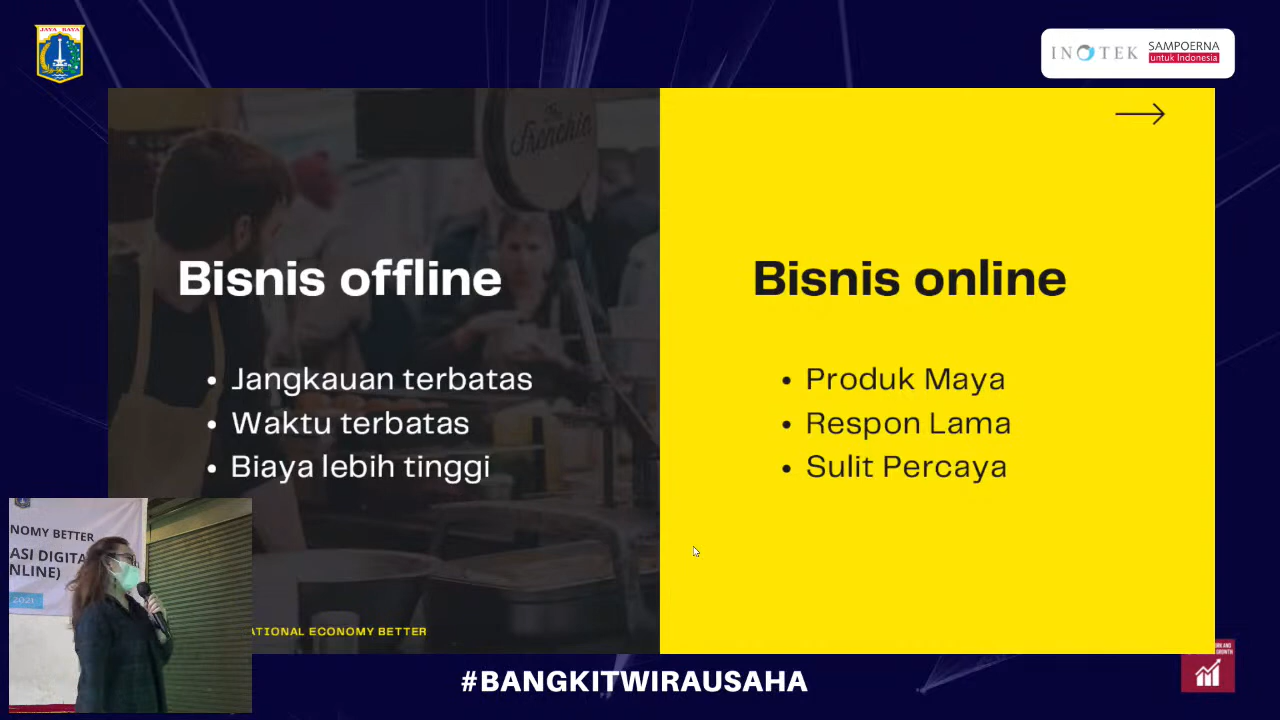 JAYA RAYA
INOTEK
SAMPOERNA
untuk Indonesia
Frenchie
Bisnis offline
• Jangkauan terbatas
• Waktu terbatas
• Biaya lebih tinggi
Bisnis online
• Produk Maya
• Respon Lama
• Sulit Percaya
NOMY BETTER
ASI DIGITA
NLINE)
2021
ATIONAL ECONOMY BETTER
#BANGKITWIRAUSAHA